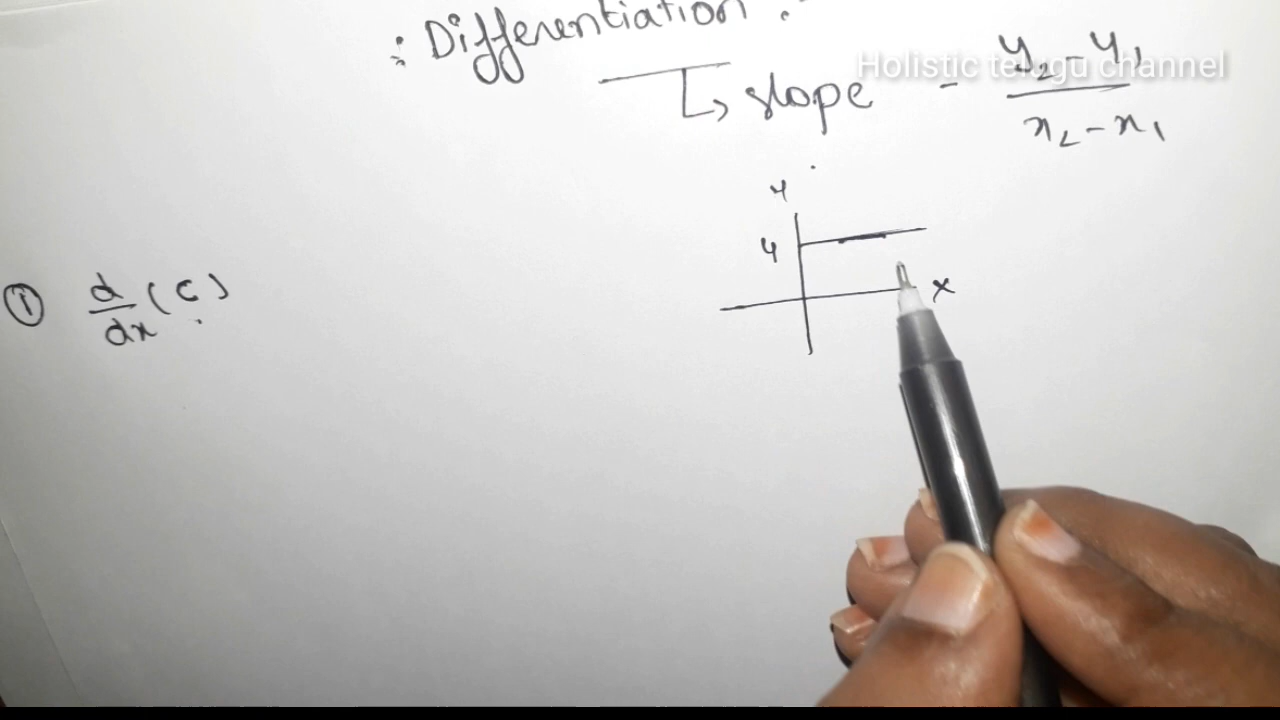 : Differentiation :
↳ slope = y₂ - y₁ / x₂ - x₁
Holistic telugu channel
y
4
x
① d/dx (c)